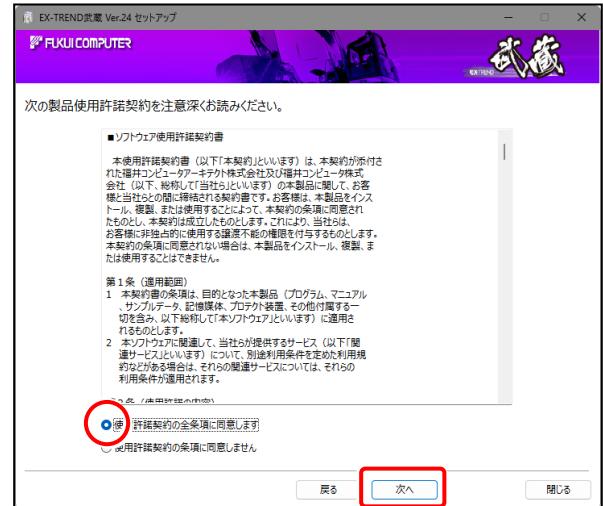 EX-TREND武蔵 Ver.24 セットアップ
FUKUI COMPUTER
EX-TREND
武蔵
次の製品使用許諾契約を注意深くお読みください。
■ソフトウェア使用許諾契約書
本使用許諾契約書（以下「本契約」といいます）は、本契約が添付さ
れた福井コンピュータアーキテクト株式会社及び福井コンピュータ株式
会社（以下、総称して「当社ら」といいます）の本製品に関して、お客
様と当社らとの間に締結される契約書です。お客様は、本製品をインス
トール、複製、または使用することによって、本契約の条項に同意され
たものとし、本契約は成立したものとします。これにより、当社らは、
お客様に非独占的に使用する譲渡不能の権限を付与するものとします。
本契約の条項に同意されない場合は、本製品をインストール、複製、ま
たは使用することはできません。
第１条（適用範囲）
１　本契約書の条項は、目的となった本製品（プログラム、マニュアル
、サンプルデータ、記憶媒体、プロテクト装置、その他付属する一
切を含み、以下総称して「本ソフトウェア」といいます）に適用さ
れるものとします。
２　本ソフトウェアに関連して、当社らが提供するサービス（以下「関
連サービス」といいます）について、別途利用条件を定めた利用規
約などがある場合は、それらの関連サービスについては、それらの
利用条件が適用されます。
第２条（使用許諾の内容）
使用許諾契約の全条項に同意します
使用許諾契約の条項に同意しません
戻る
次へ
閉じる